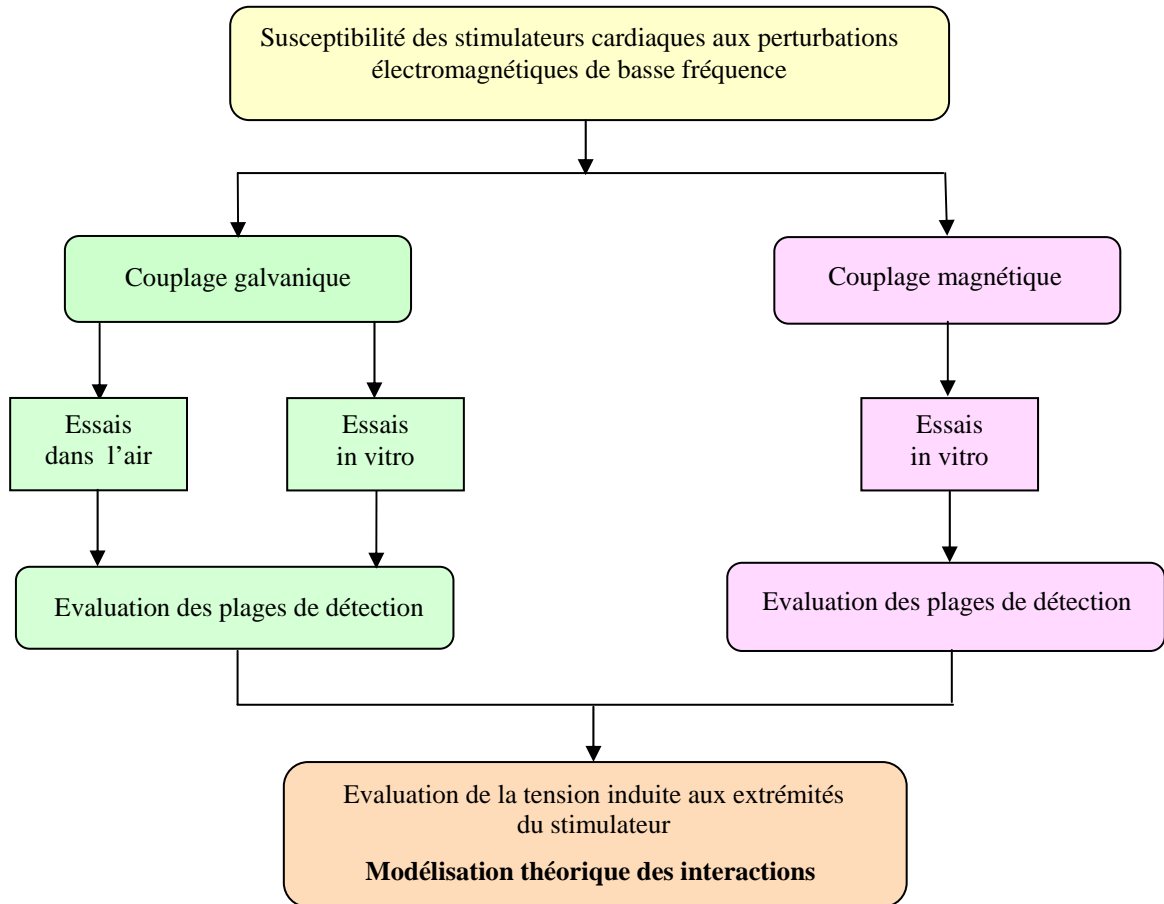 Susceptibilité des stimulateurs cardiaques aux perturbations
électromagnétiques de basse fréquence
Couplage galvanique
Couplage magnétique
Essais
dans l’air
Essais
in vitro
Essais
in vitro
Evaluation des plages de détection
Evaluation des plages de détection
Evaluation de la tension induite aux extrémités
du stimulateur
Modélisation théorique des interactions